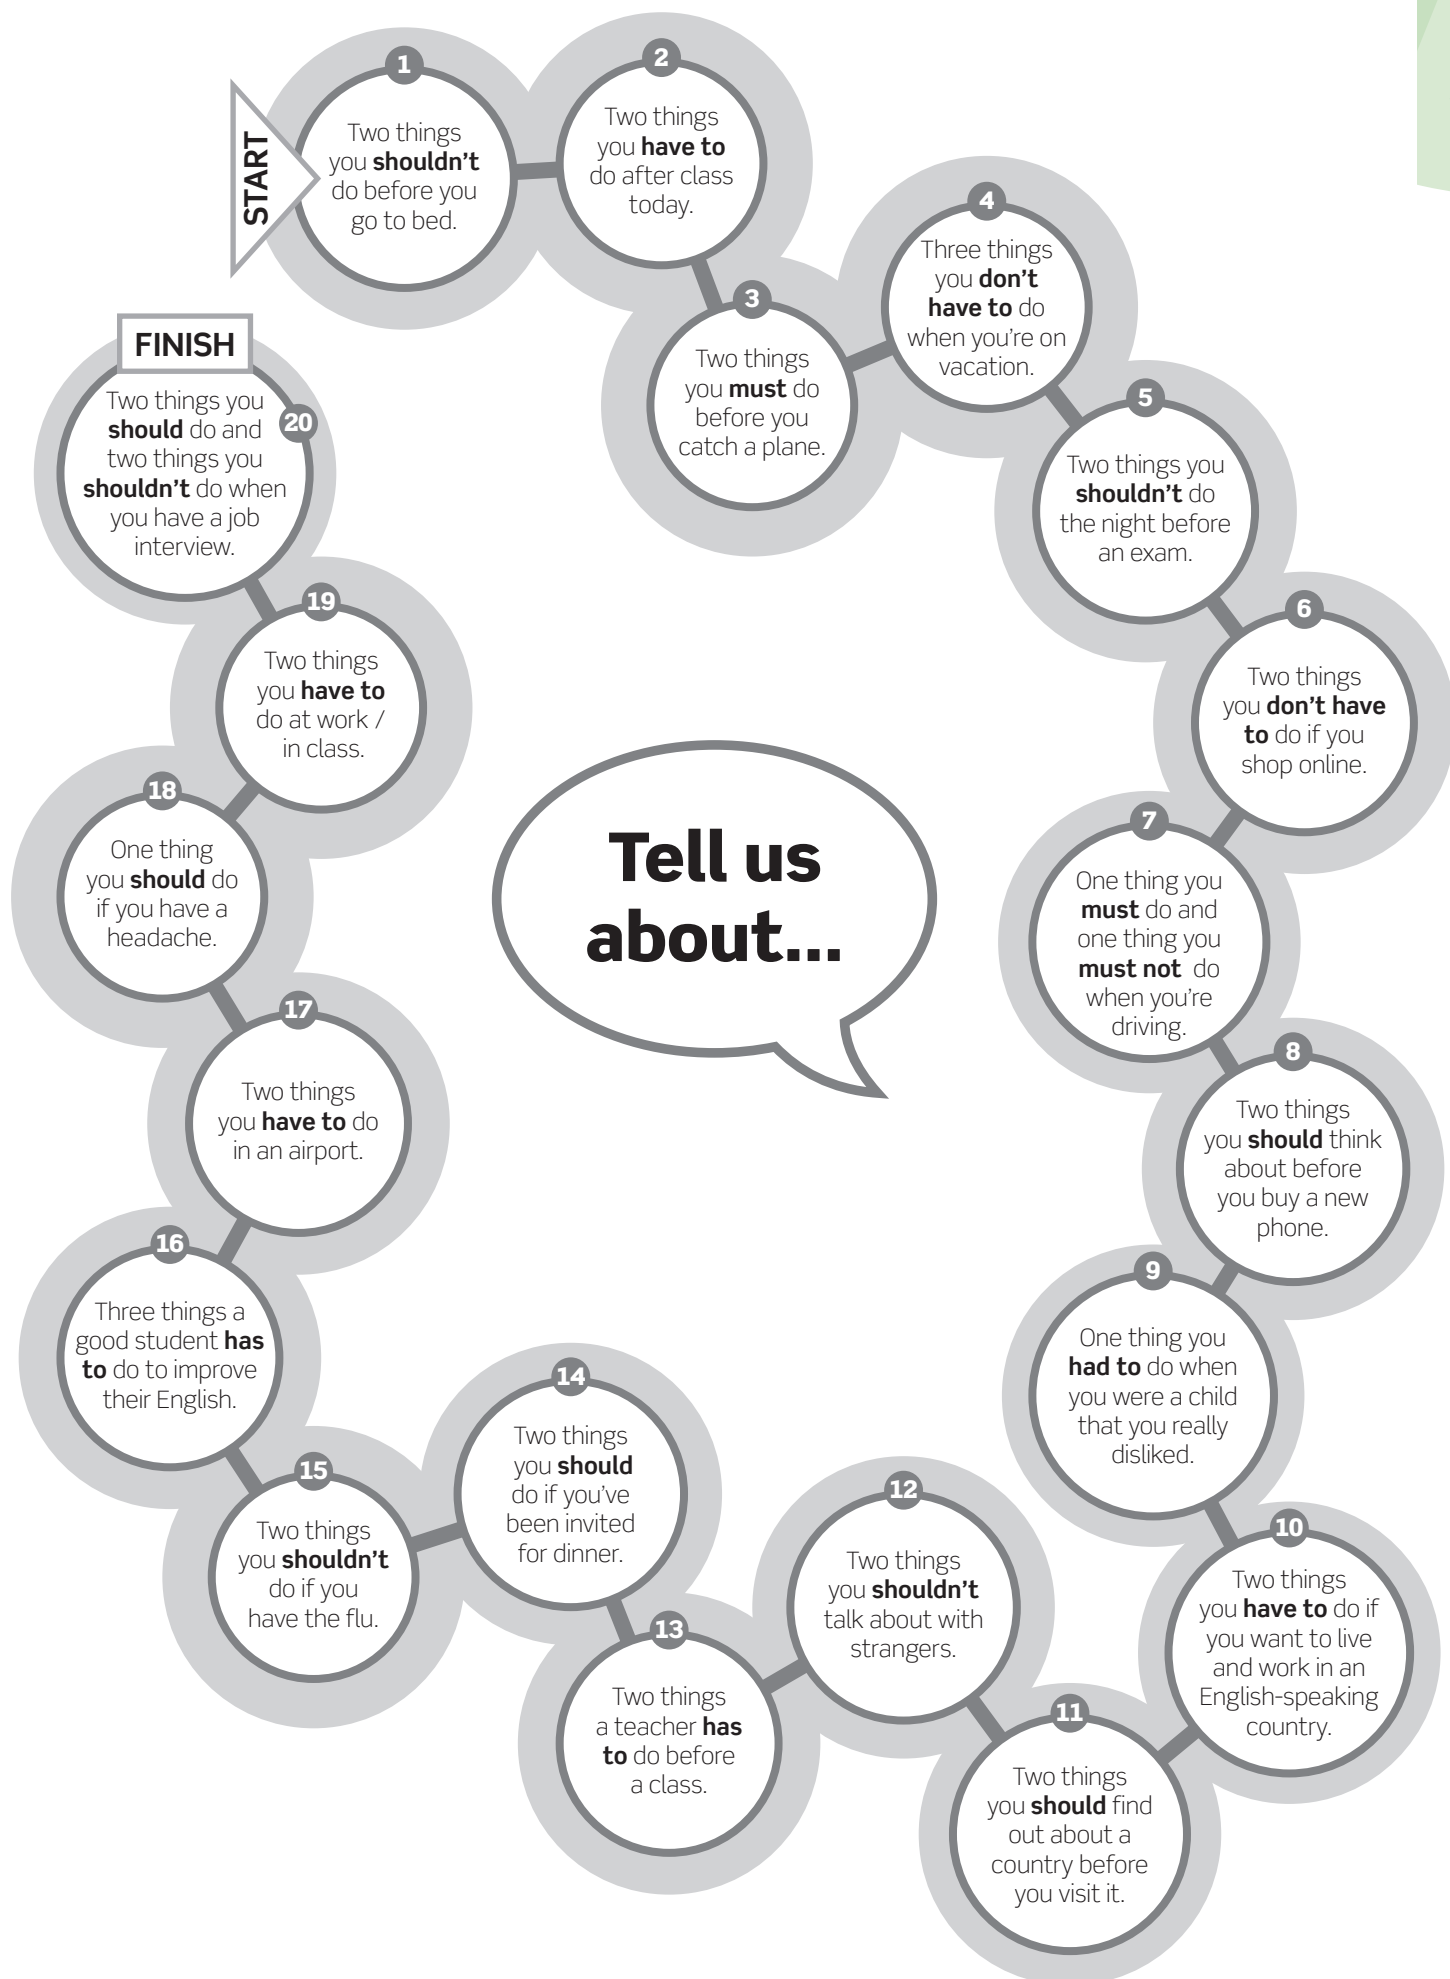 START
1
Two things
you shouldn't
do before you
go to bed.
2
Two things
you have to
do after class
today.
3
Two things
you must do
before you
catch a plane.
4
Three things
you don't
have to do
when you're on
vacation.
5
Two things you
shouldn't do
the night before
an exam.
6
Two things
you don't have
to do if you
shop online.
7
One thing you
must do and
one thing you
must not do
when you're
driving.
8
Two things
you should think
about before
you buy a new
phone.
9
One thing you
had to do when
you were a child
that you really
disliked.
10
Two things
you have to do if
you want to live
and work in an
English-speaking
country.
11
Two things
you should find
out about a
country before
you visit it.
12
Two things
you shouldn't
talk about with
strangers.
13
Two things
a teacher has
to do before
a class.
14
Two things
you should
do if you've
been invited
for dinner.
15
Two things
you shouldn't
do if you
have the flu.
16
Three things a
good student has
to do to improve
their English.
17
Two things
you have to do
in an airport.
18
One thing
you should do
if you have a
headache.
19
Two things
you have to
do at work /
in class.
FINISH
20
Two things you
should do and
two things you
shouldn't do when
you have a job
interview.
Tell us
about...